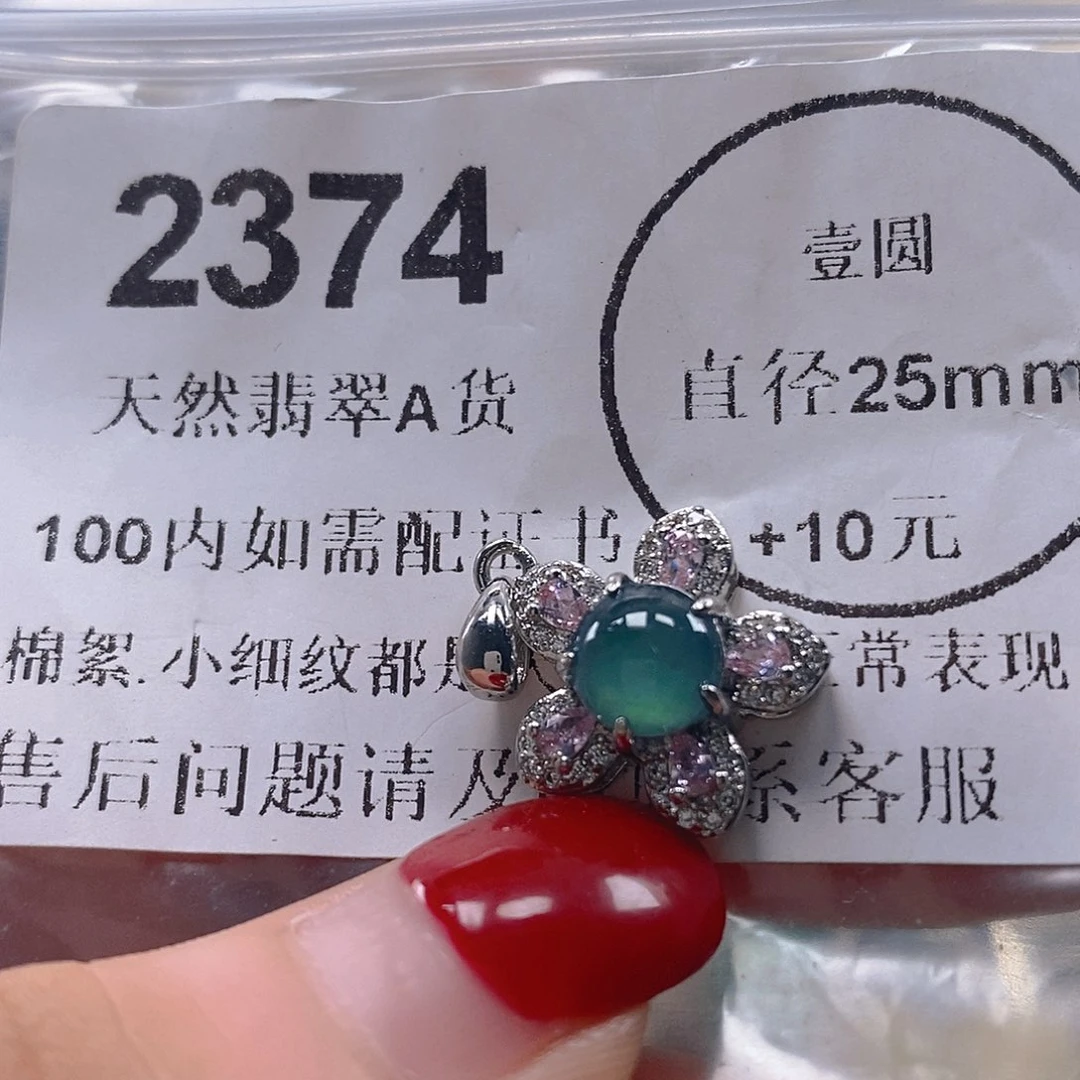 2374
壹圆
直径25mm
天然翡翠A货
100内如需配证书 +10元
棉絮.小细纹都 常表现
售后问题请及 系客服